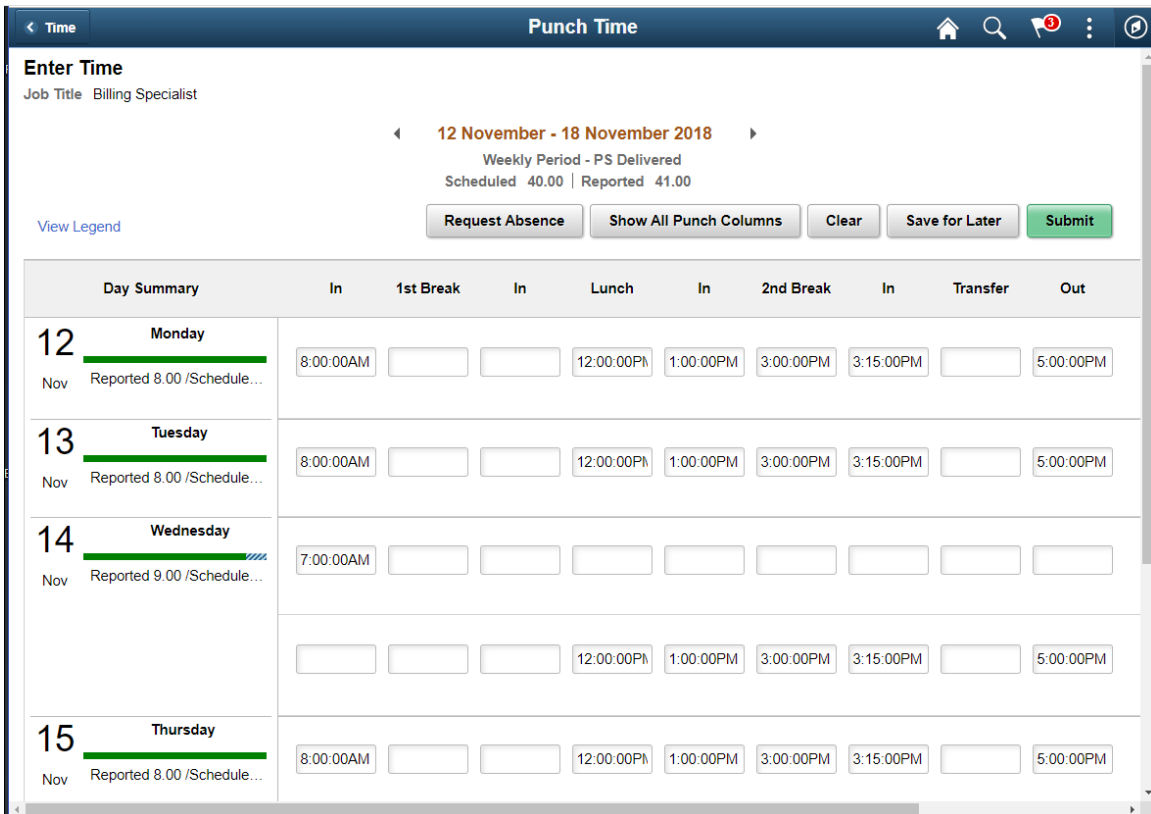 Time
Punch Time
3
Enter Time
Job Title Billing Specialist
12 November - 18 November 2018
Weekly Period - PS Delivered
Scheduled 40.00 | Reported 41.00
View Legend
Request Absence
Show All Punch Columns
Clear
Save for Later
Submit
Day Summary In 1st Break In Lunch In 2nd Break In Transfer Out
Monday
12
Nov
Reported 8.00 /Schedule...
8:00:00AM 12:00:00PM 1:00:00PM 3:00:00PM 3:15:00PM 5:00:00PM
Tuesday
13
Nov
Reported 8.00 /Schedule...
8:00:00AM 12:00:00PM 1:00:00PM 3:00:00PM 3:15:00PM 5:00:00PM
Wednesday
14
Nov
Reported 9.00 /Schedule...
7:00:00AM
12:00:00PM 1:00:00PM 3:00:00PM 3:15:00PM 5:00:00PM
Thursday
15
Nov
Reported 8.00 /Schedule...
8:00:00AM 12:00:00PM 1:00:00PM 3:00:00PM 3:15:00PM 5:00:00PM